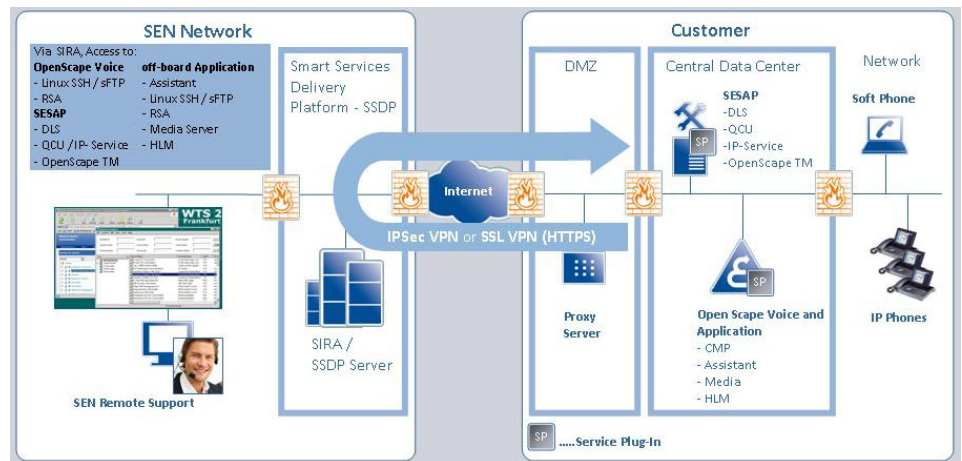 SEN Network
Via SIRA, Access to:
OpenScape Voice
- Linux SSH / sFTP
- RSA
SESAP
- DLS
- QCU /IP- Service
- OpenScape TM
off-board Application
- Assistant
- Linux SSH / sFTP
- RSA
- Media Server
- HLM
Smart Services
Delivery
Platform - SSDP
WTS 2
Frankfurt
SEN Remote Support
SIRA /
SSDP Server
Internet
IPSec VPN or SSL VPN (HTTPS)
Customer
DMZ
Proxy
Server
Central Data Center
SESAP
-DLS
-QCU
-IP-Service
-OpenScape TM
SP
SP
Open Scape Voice and
Application
- CMP
- Assistant
- Media
- HLM
Network
Soft Phone
IP Phones
SP .....Service Plug-In